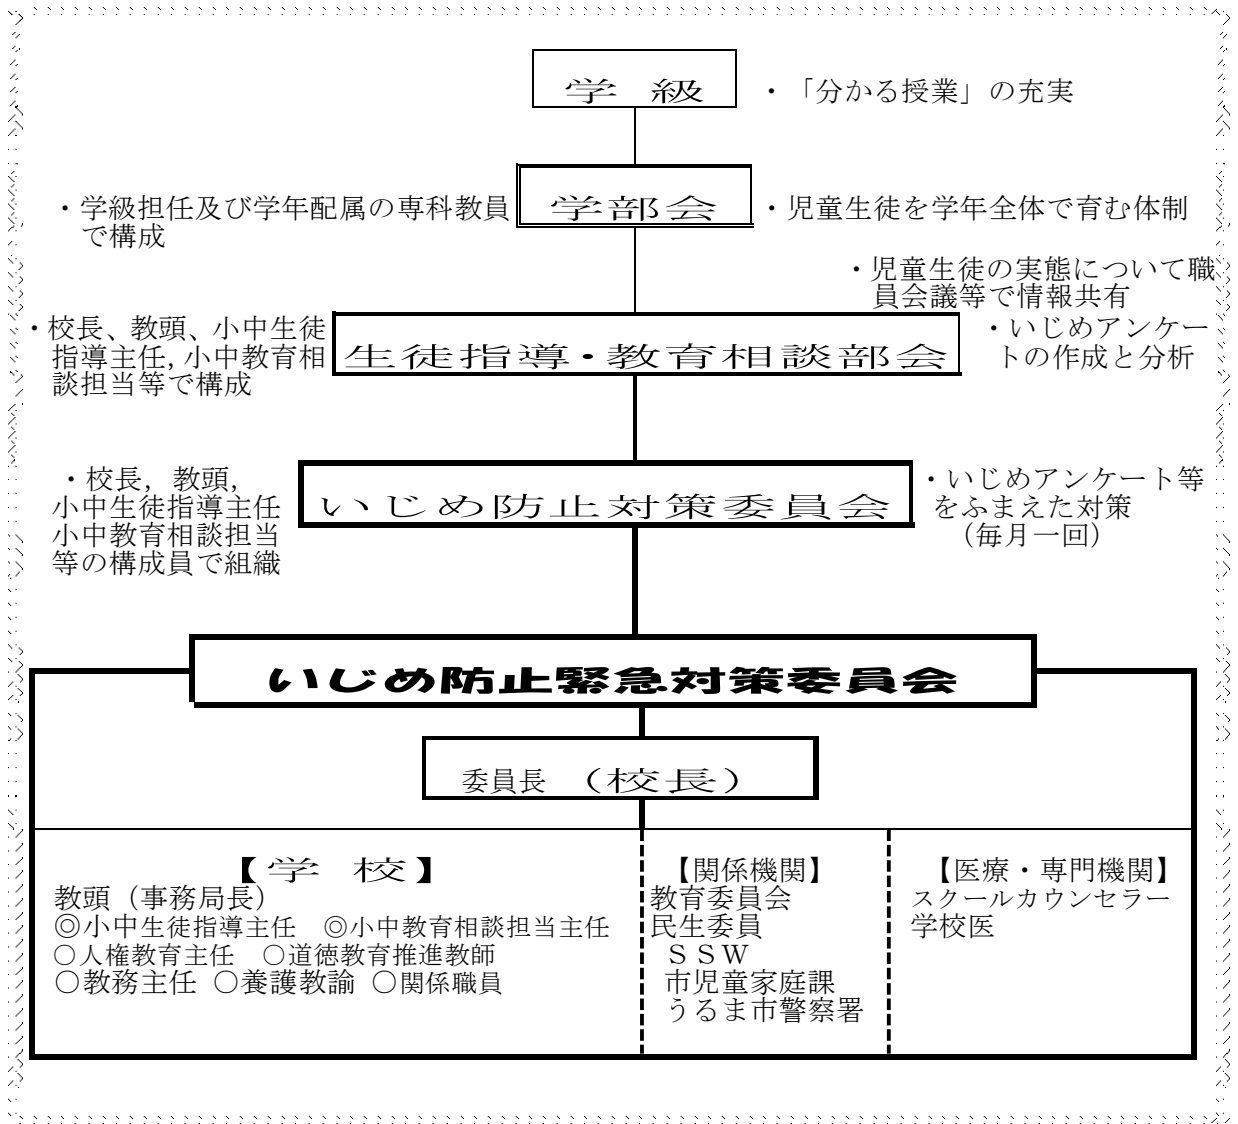 学　級
・「分かる授業」の充実
・学級担任及び学年配属の専科教員
で構成
学部会
・児童生徒を学年全体で育む体制
・児童生徒の実態について職
員会議等で情報共有
・校長、教頭、小中生徒
指導主任,小中教育相
談担当等で構成
生徒指導・教育相談部会
・いじめアンケー
トの作成と分析
・校長，教頭，
小中生徒指導主任
小中教育相談担当
等の構成員で組織
いじめ防止対策委員会
・いじめアンケート等
をふまえた対策
（毎月一回）
いじめ防止緊急対策委員会
委員長　（校長）
【学　校】
教頭（事務局長）
◎小中生徒指導主任　◎小中教育相談担当主任
○人権教育主任　○道徳教育推進教師
○教務主任 ○養護教諭 ○関係職員
【関係機関】
教育委員会
民生委員
ＳＳＷ
市児童家庭課
うるま市警察署
【医療・専門機関】
スクールカウンセラー
学校医